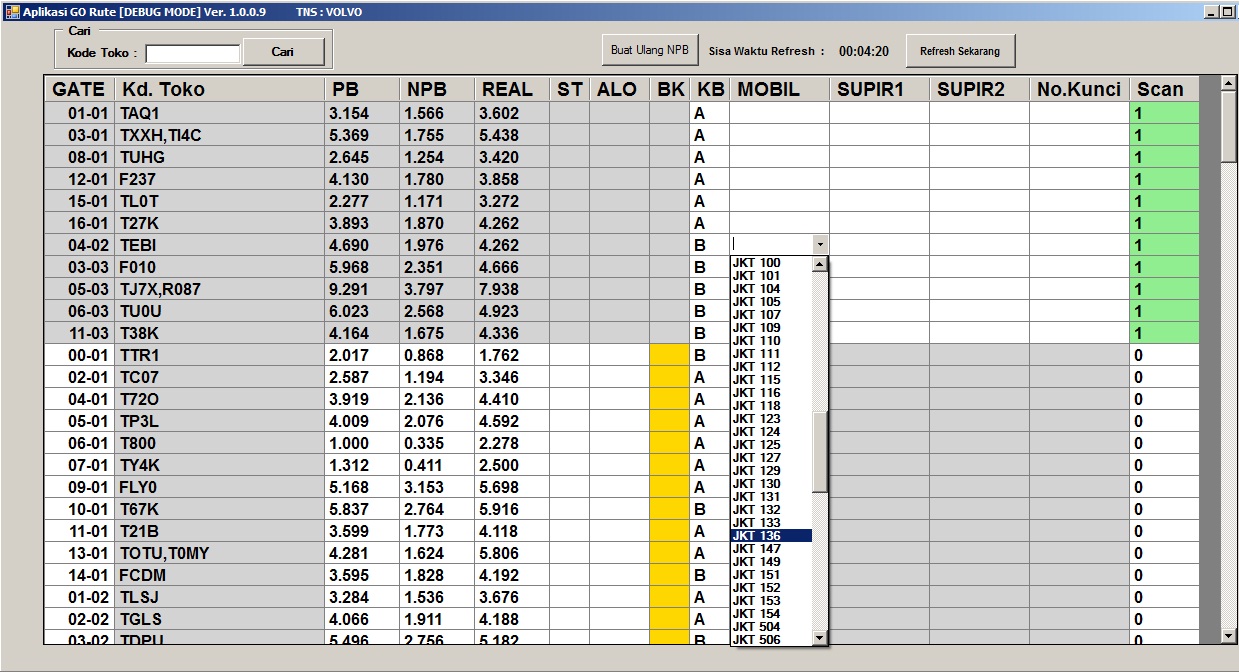 Aplikasi GO Rute [DEBUG MODE] Ver. 1.0.0.9 TNS : VOLVO
Cari
Kode Toko : Cari Buat Ulang NPB Sisa Waktu Refresh : 00:04:20 Refresh Sekarang
GATE Kd. Toko PB NPB REAL ST ALO BK KB MOBIL SUPIR1 SUPIR2 No.Kunci Scan
01-01 TAQ1 3.154 1.566 3.602 A 1
03-01 TXXH,TI4C 5.369 1.755 5.438 A 1
08-01 TUHG 2.645 1.254 3.420 A 1
12-01 F237 4.130 1.780 3.858 A 1
15-01 TL0T 2.277 1.171 3.272 A 1
16-01 T27K 3.893 1.870 4.262 A 1
04-02 TEBI 4.690 1.976 4.262 B 1
03-03 F010 5.968 2.351 4.666 B 1
05-03 TJ7X,R087 9.291 3.797 7.938 B 1
06-03 TU0U 6.023 2.568 4.923 B 1
11-03 T38K 4.164 1.675 4.336 B 1
00-01 TTR1 2.017 0.868 1.762 B 0
02-01 TC07 2.587 1.194 3.346 A 0
04-01 T72O 3.919 2.136 4.410 A 0
05-01 TP3L 4.009 2.076 4.592 A 0
06-01 T800 1.000 0.335 2.278 A 0
07-01 TY4K 1.312 0.411 2.500 A 0
09-01 FLY0 5.168 3.153 5.698 A 0
10-01 T67K 5.837 2.764 5.916 B 0
11-01 T21B 3.599 1.773 4.118 A 0
13-01 TOTU,T0MY 4.281 1.624 5.806 A 0
14-01 FCDM 3.595 1.828 4.192 B 0
01-02 TLSJ 3.284 1.536 3.676 A 0
02-02 TGLS 4.066 1.911 4.188 A 0
03-02 TDPU 5.496 2.756 5.182 B 0
JKT 100
JKT 101
JKT 104
JKT 105
JKT 107
JKT 109
JKT 110
JKT 111
JKT 112
JKT 115
JKT 116
JKT 118
JKT 123
JKT 124
JKT 125
JKT 127
JKT 129
JKT 130
JKT 131
JKT 132
JKT 133
JKT 136
JKT 147
JKT 149
JKT 151
JKT 152
JKT 153
JKT 154
JKT 504
JKT 506